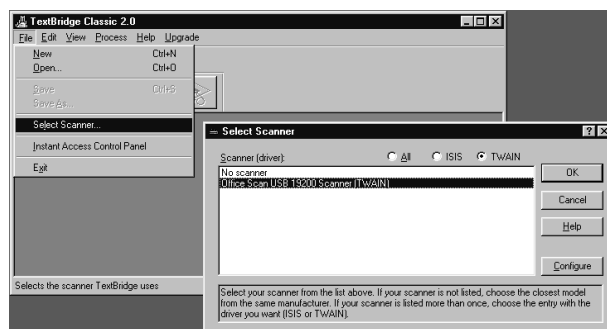 TextBridge Classic 2.0
File Edit View Process Help Upgrade
New Ctrl+N
Open... Ctrl+O
Save Ctrl+S
Save As...
Select Scanner...
Instant Access Control Panel
Exit
Selects the scanner TextBridge uses
Select Scanner
Scanner (driver): All ISIS TWAIN
No scanner
Office Scan USB 19200 Scanner (TWAIN)
OK
Cancel
Help
Configure
Select your scanner from the list above. If your scanner is not listed, choose the closest model
from the same manufacturer. If your scanner is listed more than once, choose the entry with the
driver you want (ISIS or TWAIN).